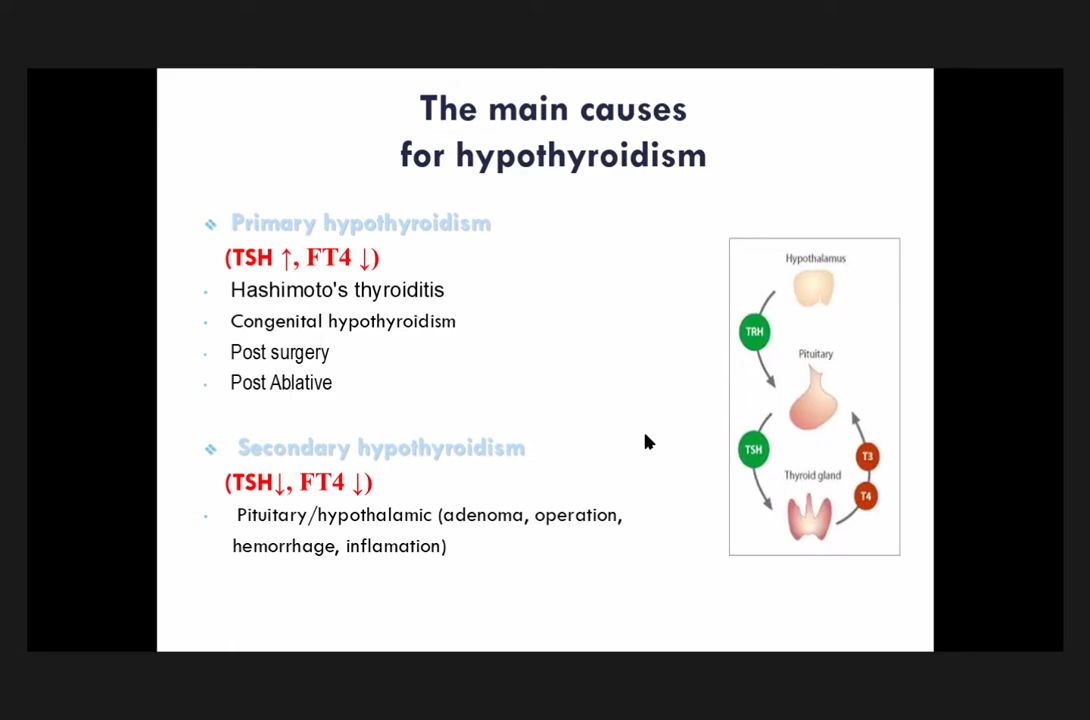 The main causes
for hypothyroidism
❖ Primary hypothyroidism
(TSH ↑, FT4 ↓)
· Hashimoto's thyroiditis
· Congenital hypothyroidism
· Post surgery
· Post Ablative
❖ Secondary hypothyroidism
(TSH↓, FT4 ↓)
· Pituitary/hypothalamic (adenoma, operation,
hemorrhage, inflamation)
Hypothalamus
TRH
Pituitary
TSH
T3
Thyroid gland
T4